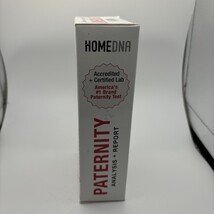 HOMEDNA
Accredited
+ Certified Lab
America's
#1 Brand
Paternity Test
PATERNITY
ANALYSIS + REPORT